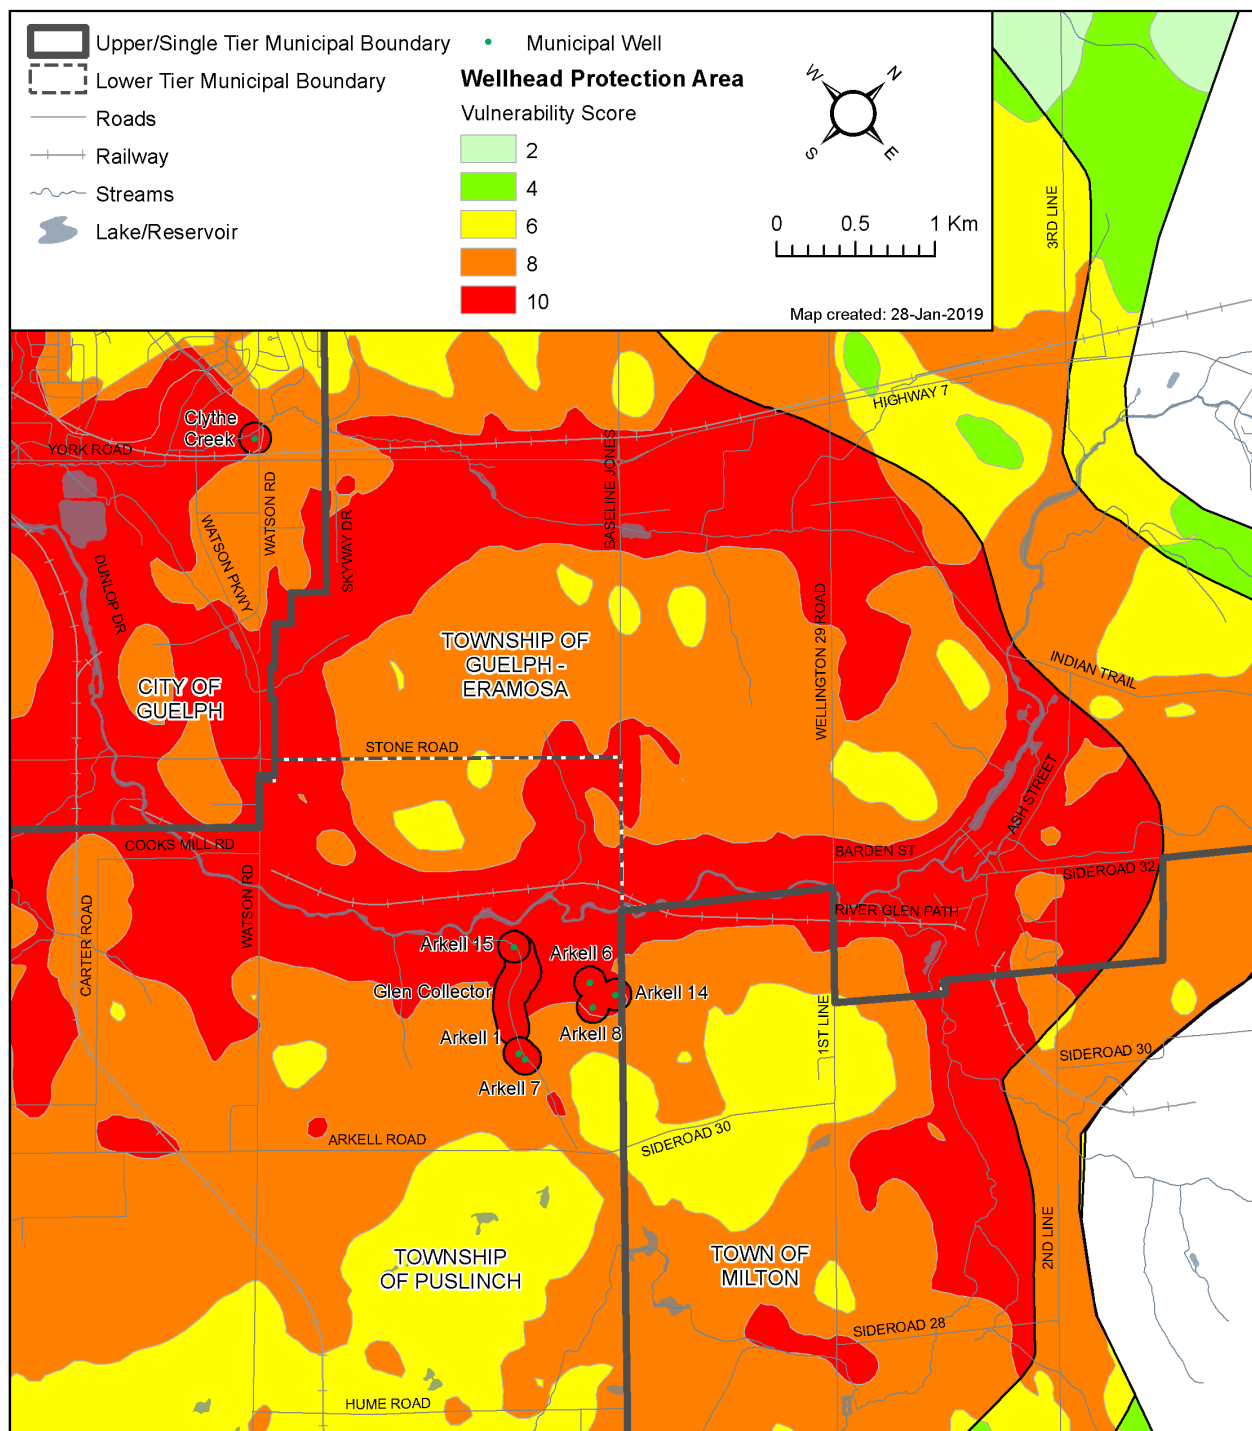 Upper/Single Tier Municipal Boundary
Lower Tier Municipal Boundary
Roads
Railway
Streams
Lake/Reservoir
Municipal Well
Wellhead Protection Area
Vulnerability Score
2
4
6
8
10
W
N
S
E
0 0.5 1 Km
Map created: 28-Jan-2019
3RD LINE
HIGHWAY 7
Clythe
Creek
YORK ROAD
WATSON RD
WATSON PKWY
SKYWAY DR
BASELINE JONES
DUNLOP DR
WELLINGTON 29 ROAD
TOWNSHIP OF
GUELPH -
ERAMOSA
CITY OF
GUELPH
INDIAN TRAIL
STONE ROAD
ASH STREET
COOKS MILL RD
BARDEN ST
SIDEROAD 32
WATSON RD
CARTER ROAD
RIVER GLEN PATH
Arkell 15
Arkell 6
Glen Collector
Arkell 14
Arkell 1
Arkell 8
1ST LINE
SIDEROAD 30
Arkell 7
ARKELL ROAD
SIDEROAD 30
2ND LINE
TOWNSHIP
OF PUSLINCH
TOWN OF
MILTON
SIDEROAD 28
HUME ROAD